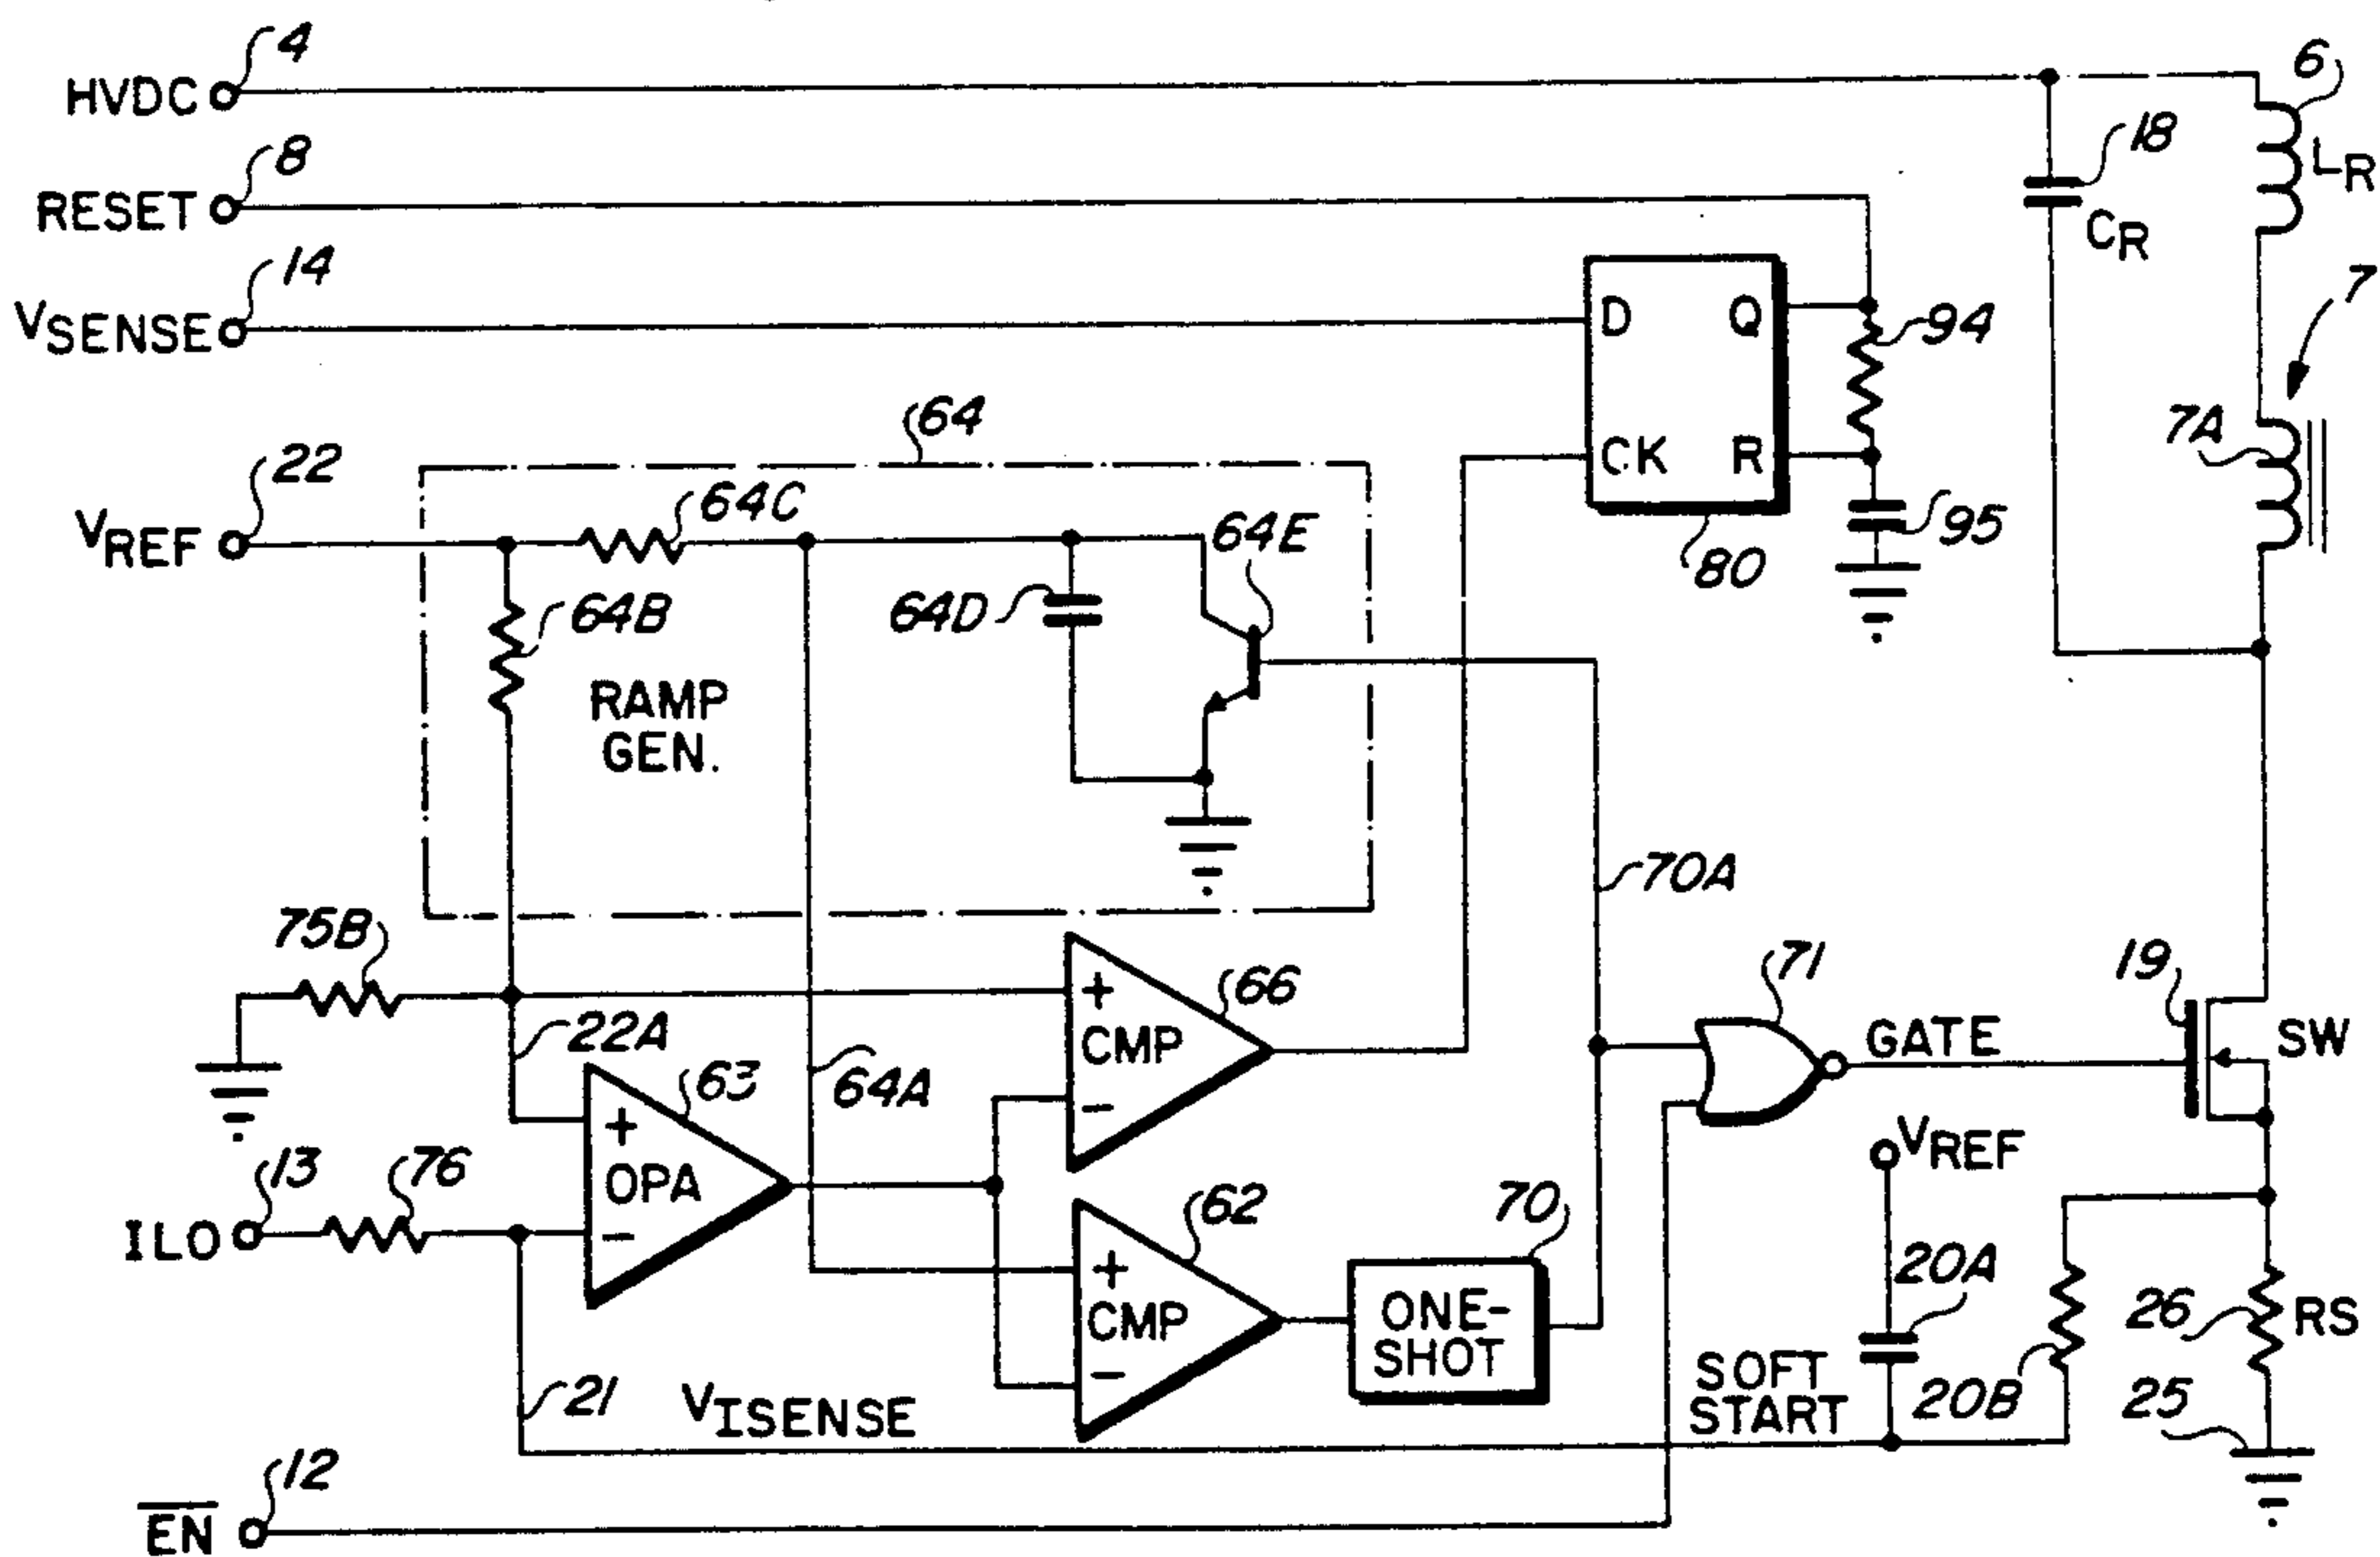 4
HVDC
8
RESET
14
VSENSE
6
18
LR
CR
7
D
Q
94
CK
R
7A
80
95
64
22
VREF
64C
64E
64B
64D
RAMP
GEN.
70A
75B
22A
63
66
CMP
64A
71
19
GATE
SW
VREF
13
76
ILO
+
OPA
−
+
−
62
+
CMP
−
70
ONE-
SHOT
20A
26
RS
SOFT
START
20B
25
21
VISENSE
12
EN